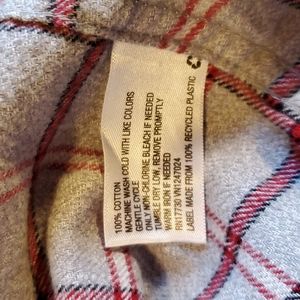 100% COTTON
MACHINE WASH COLD WITH LIKE COLORS
GENTLE CYCLE
ONLY NON-CHLORINE BLEACH IF NEEDED
TUMBLE DRY LOW, REMOVE PROMPTLY
WARM IRON IF NEEDED
RN17730 VN1247024
LABEL MADE FROM 100% RECYCLED PLASTIC